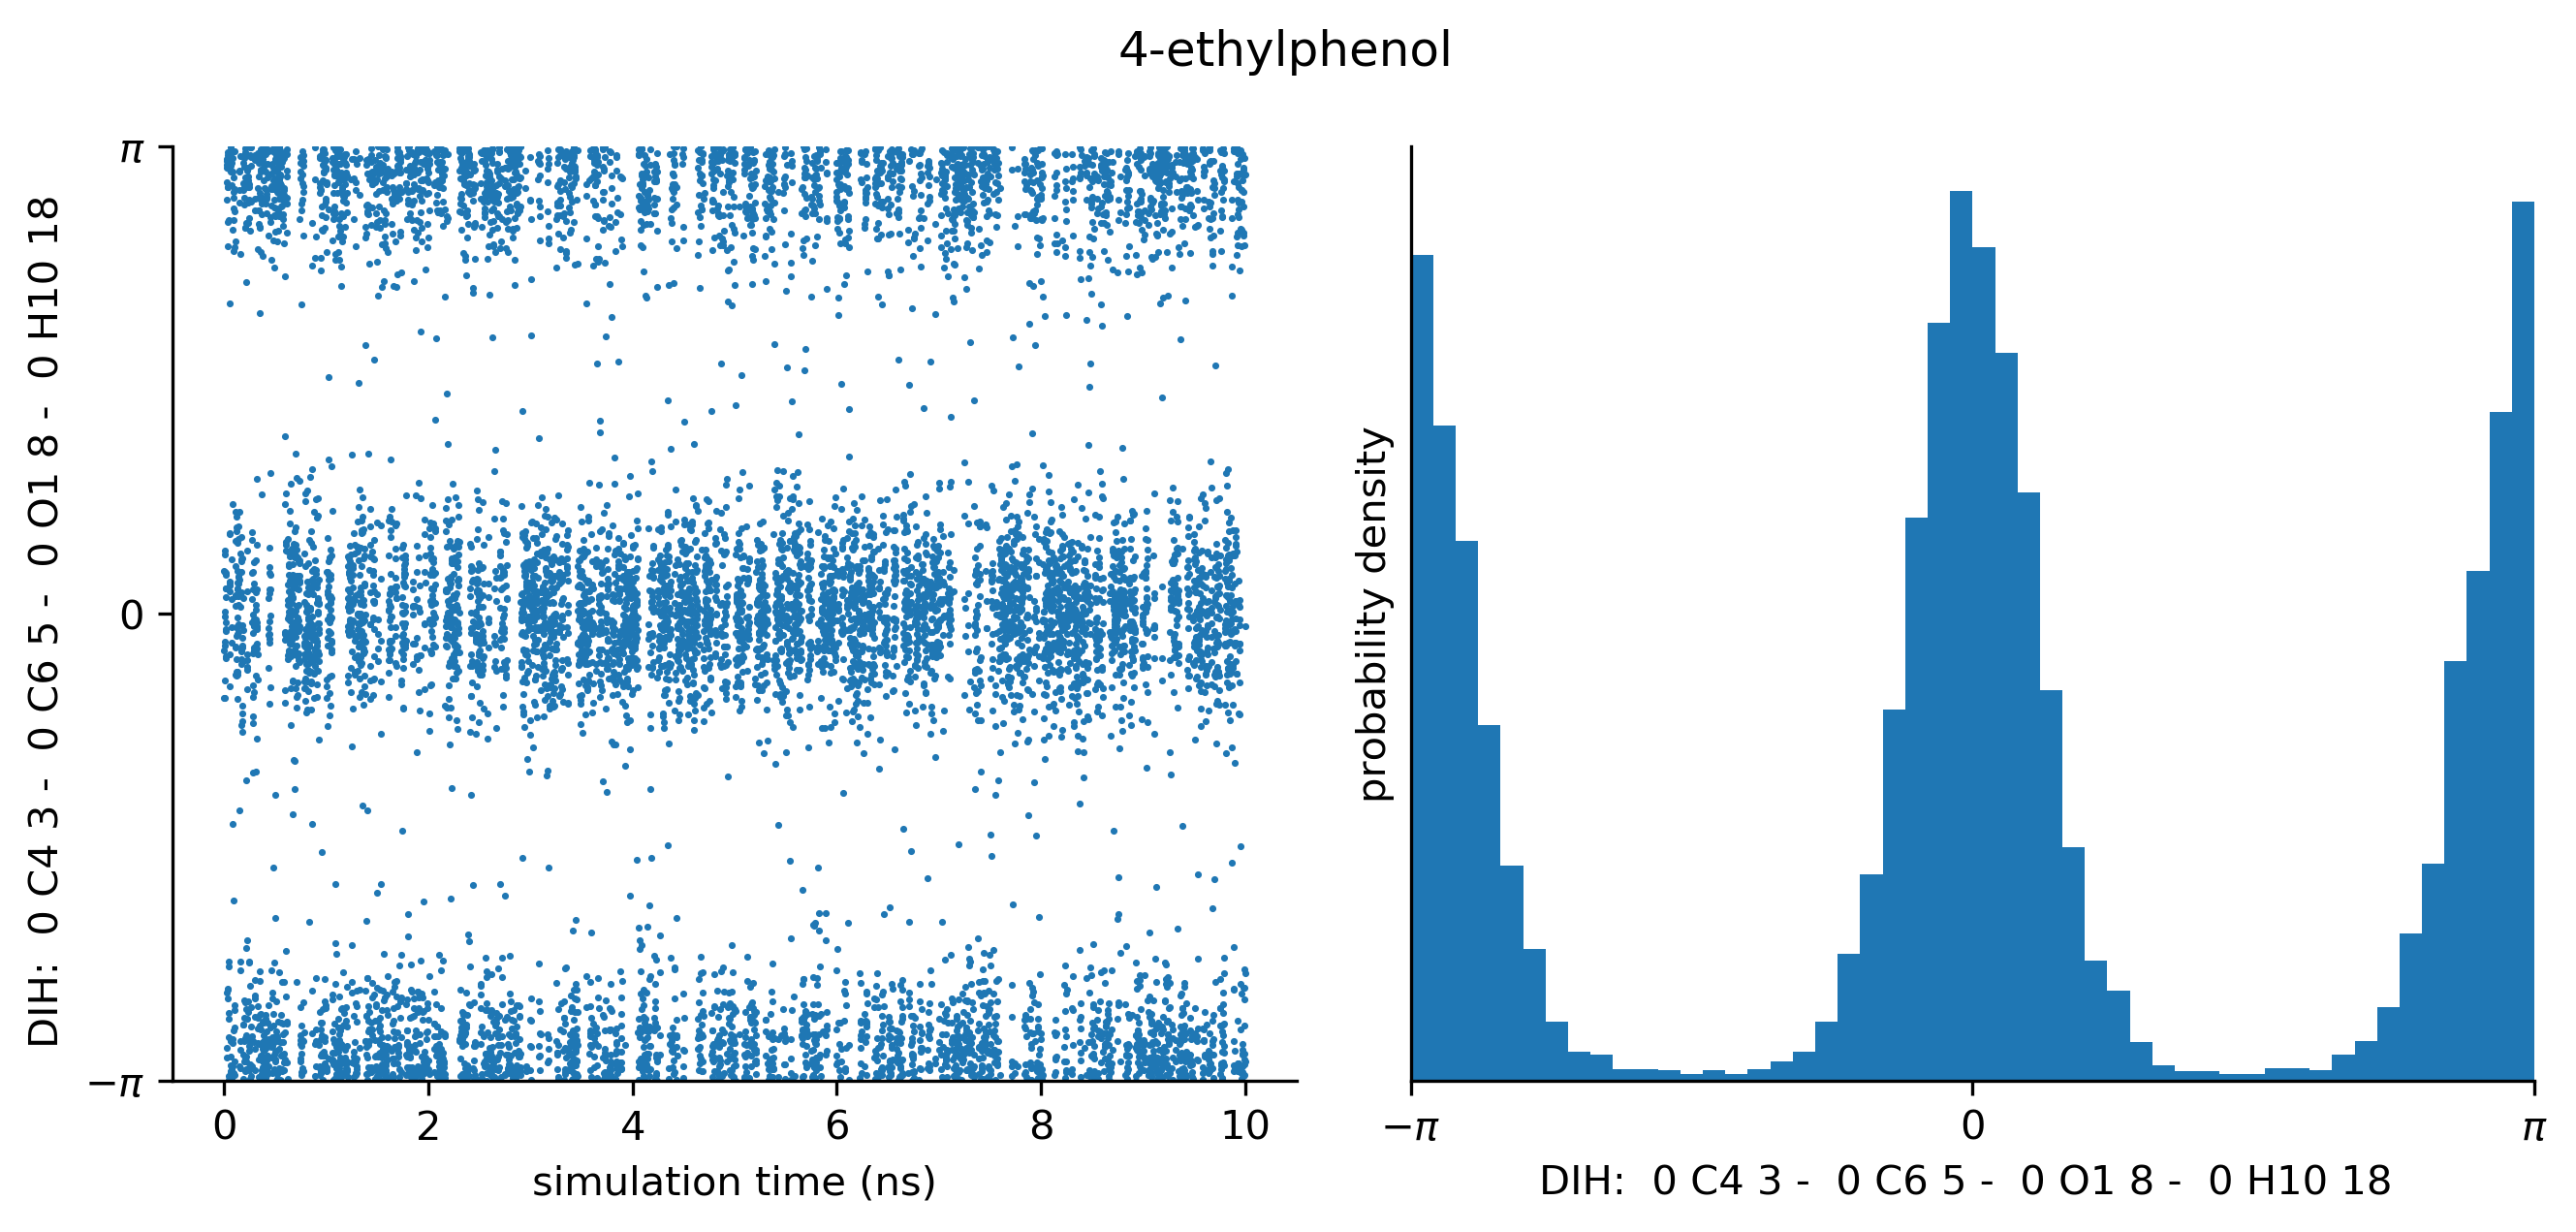 4-ethylphenol
π
0
−π
DIH:  0 C4 3 -  0 C6 5 -  0 O1 8 -  0 H10 18
0 2 4 6 8 10
simulation time (ns)
probability density
−π 0 π
DIH:  0 C4 3 -  0 C6 5 -  0 O1 8 -  0 H10 18